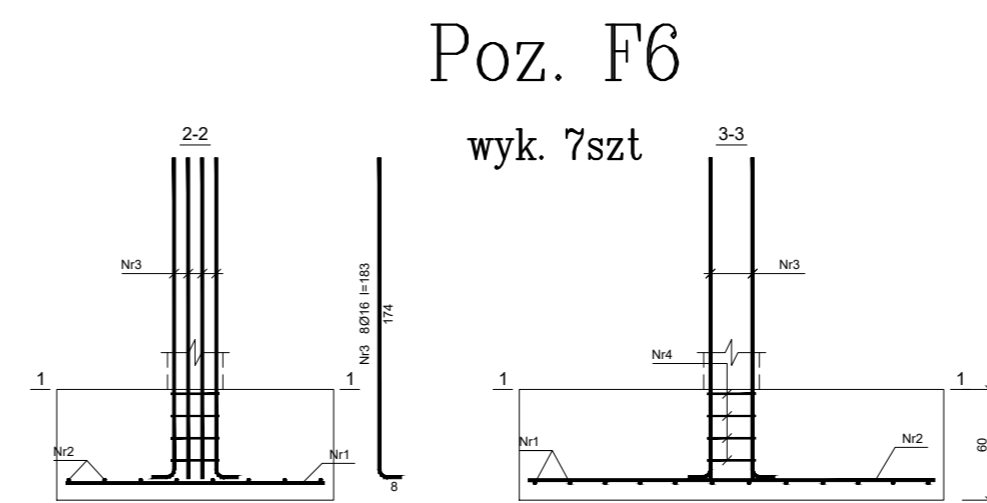 Poz. F6
wyk. 7szt
2-2
3-3
Nr3
Nr3
Nr3 8Ø16 l=183
174
Nr4
1
1
1
1
Nr2
Nr1
Nr1
Nr2
60
8